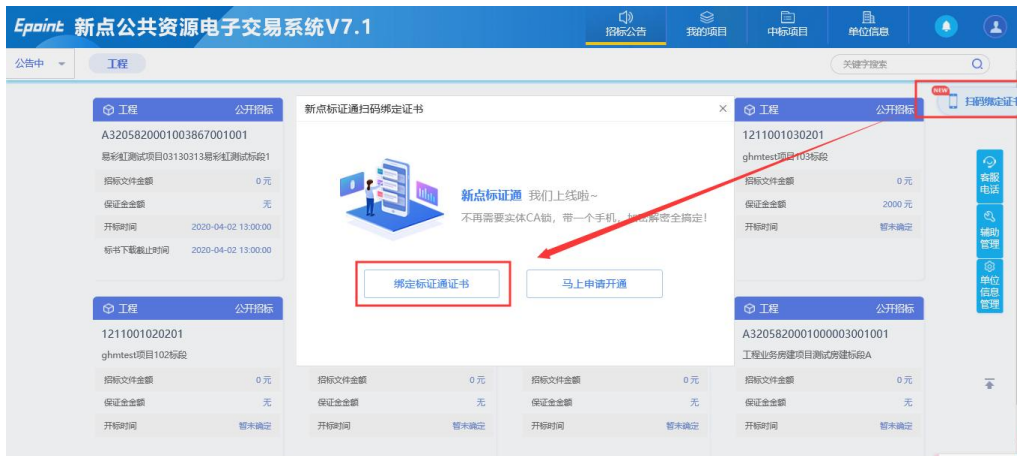 Epoint 新点公共资源电子交易系统V7.1
招标公告
我的项目
中标项目
单位信息
公告中
工程
关键字搜索
NEW
扫码绑定证书
工程 公开招标
A3205820001003867001001
易彩虹测试项目03130313易彩虹测试标段1
招标文件金额 0 元
保证金金额 无
开标时间 2020-04-02 13:00:00
标书下载截止时间 2020-04-02 13:00:00
新点标证通扫码绑定证书 ×
新点标证通 我们上线啦~
不再需要实体CA锁，带一个手机，加密解密全搞定!
绑定标证通证书
马上申请开通
工程 公开招标
1211001030201
ghmtest项目103标段
招标文件金额 0 元
保证金金额 2000 元
开标时间 暂未确定
客服
电话
辅助
管理
单位
信息
管理
工程 公开招标
1211001020201
ghmtest项目102标段
招标文件金额 0 元
保证金金额 无
开标时间 暂未确定
招标文件金额 0 元
保证金金额 无
开标时间 暂未确定
招标文件金额 0 元
保证金金额 无
开标时间 暂未确定
工程 公开招标
A3205820001000003001001
工程业务房建项目测试房建标段A
招标文件金额 0 元
保证金金额 无
开标时间 暂未确定